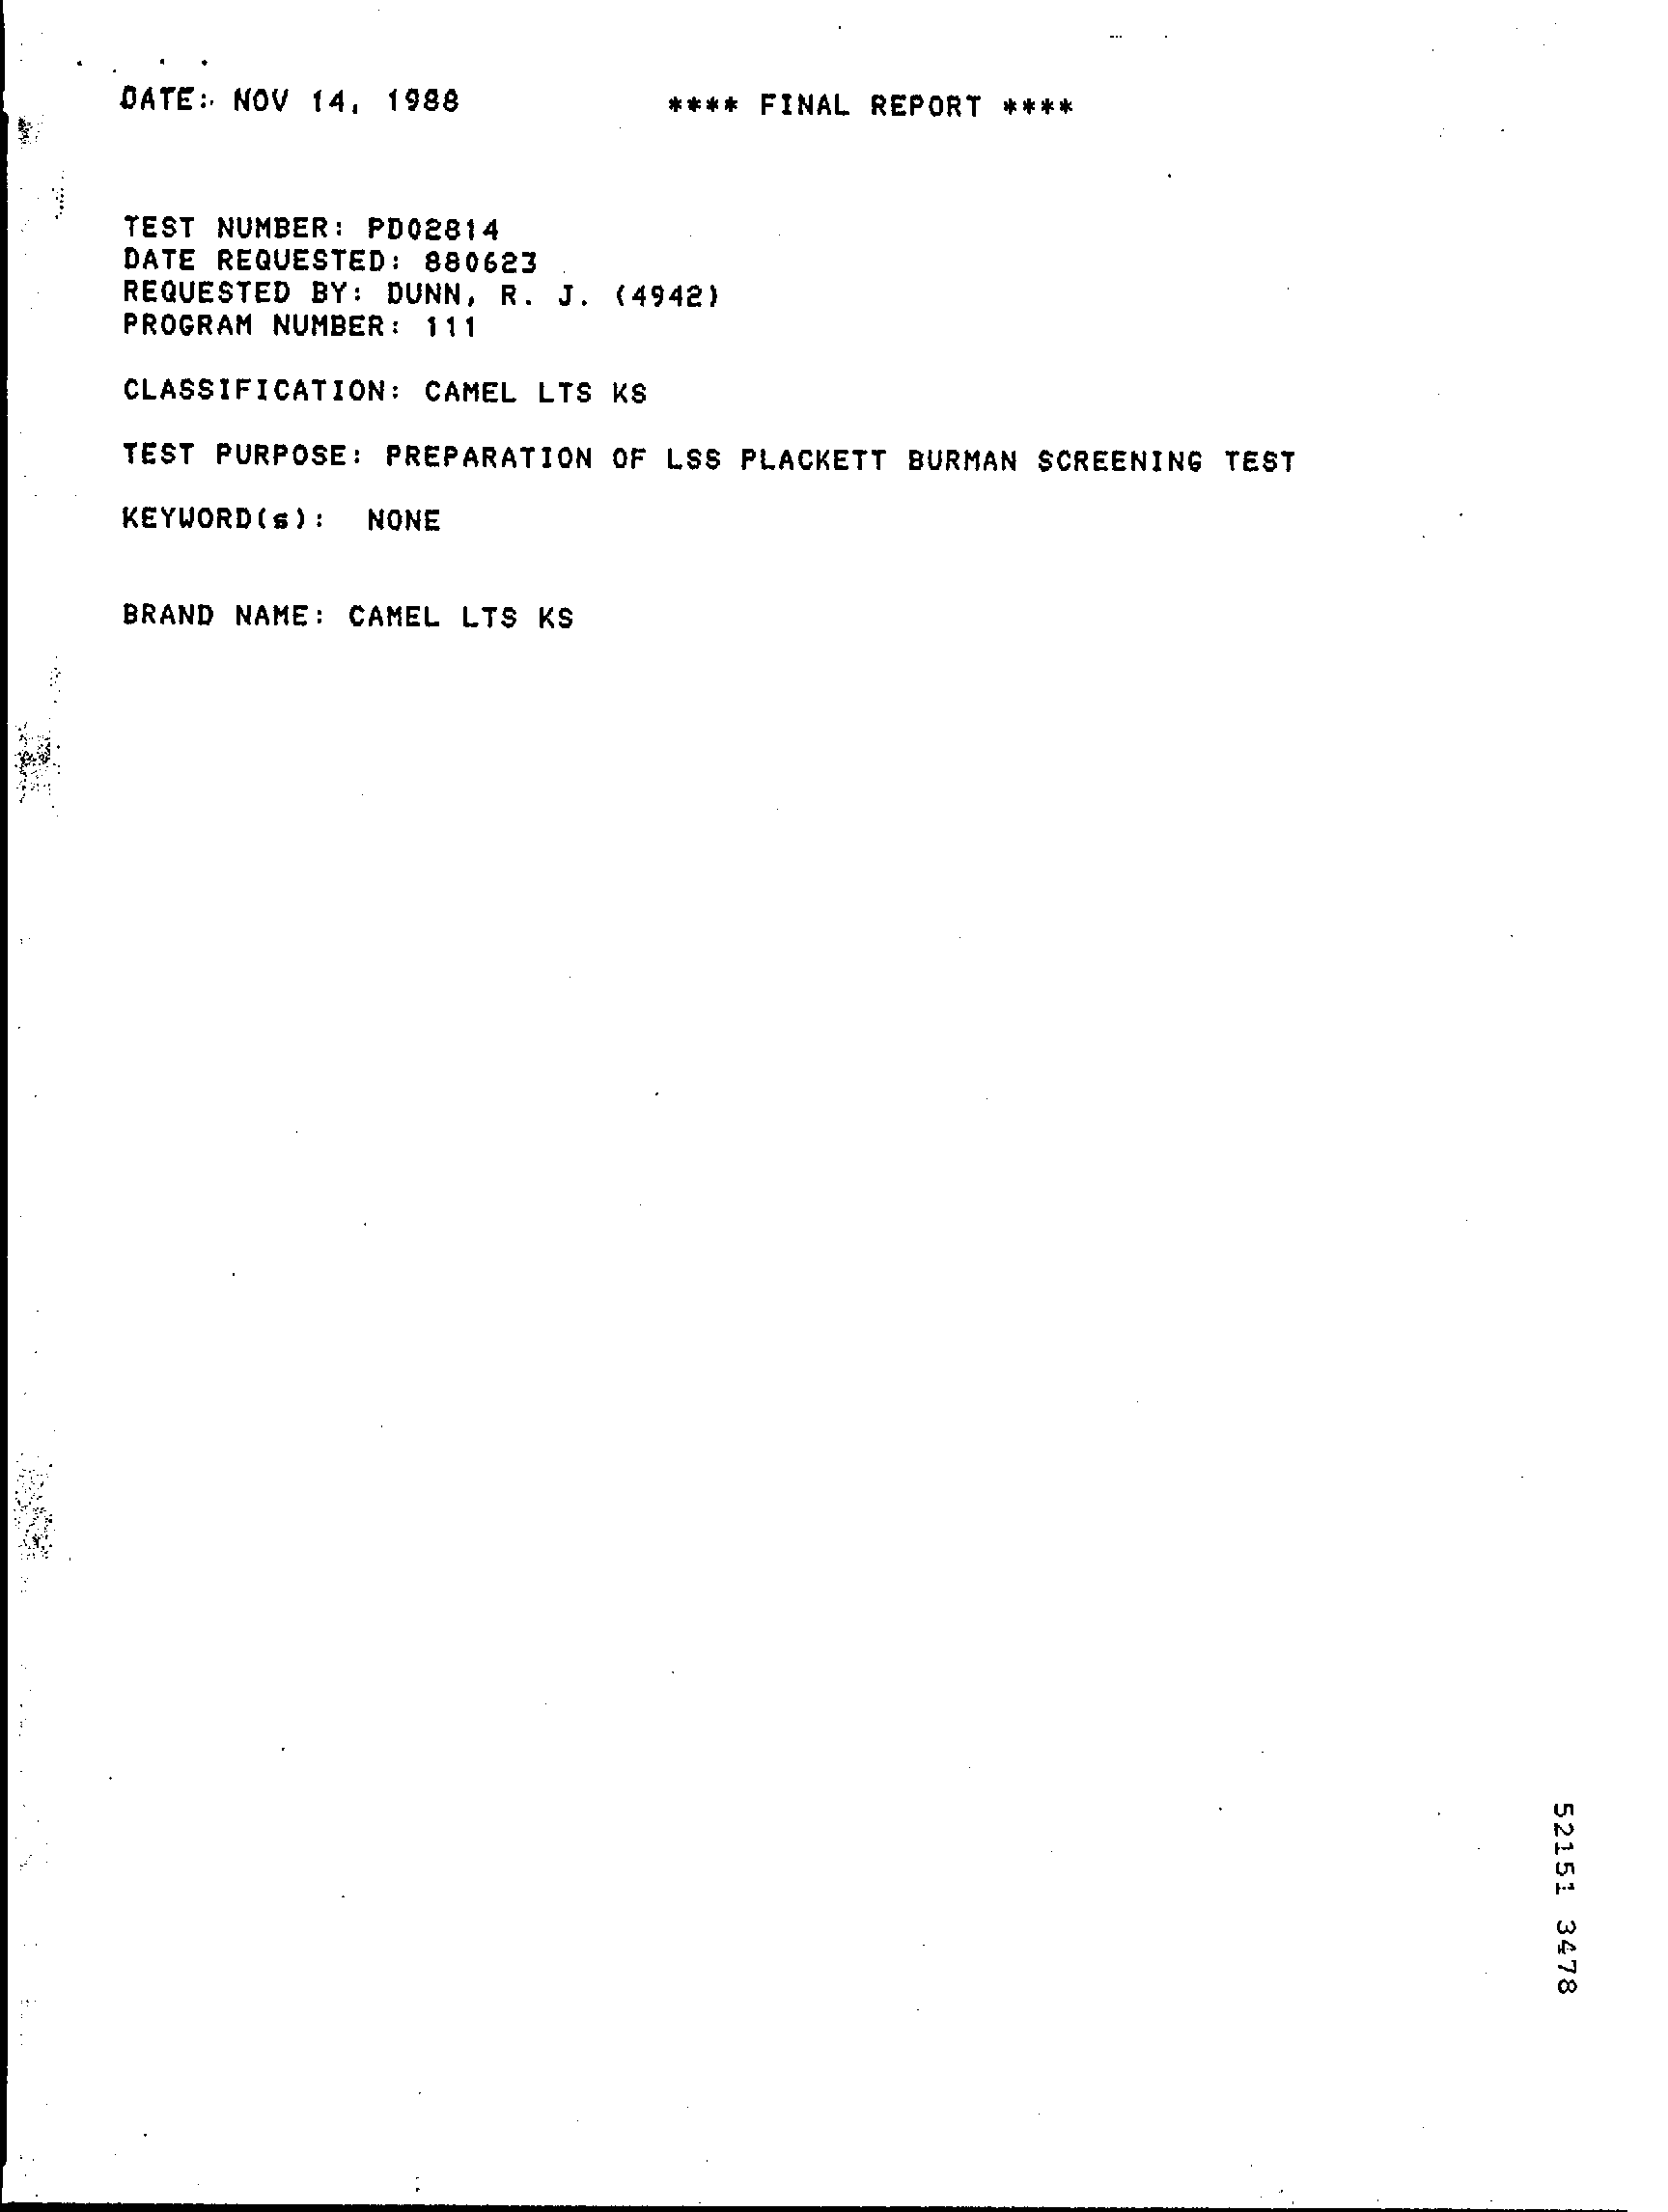 DATE: NOV 14, 1988 **** FINAL REPORT ****
TEST NUMBER: PD02814
DATE REQUESTED: 880623
REQUESTED BY: DUNN, R. J. (4942)
PROGRAM NUMBER: 111
CLASSIFICATION: CAMEL LTS KS
TEST PURPOSE: PREPARATION OF LSS PLACKETT BURMAN SCREENING TEST
KEYWORD(s): NONE
BRAND NAME: CAMEL LTS KS
52151 3478